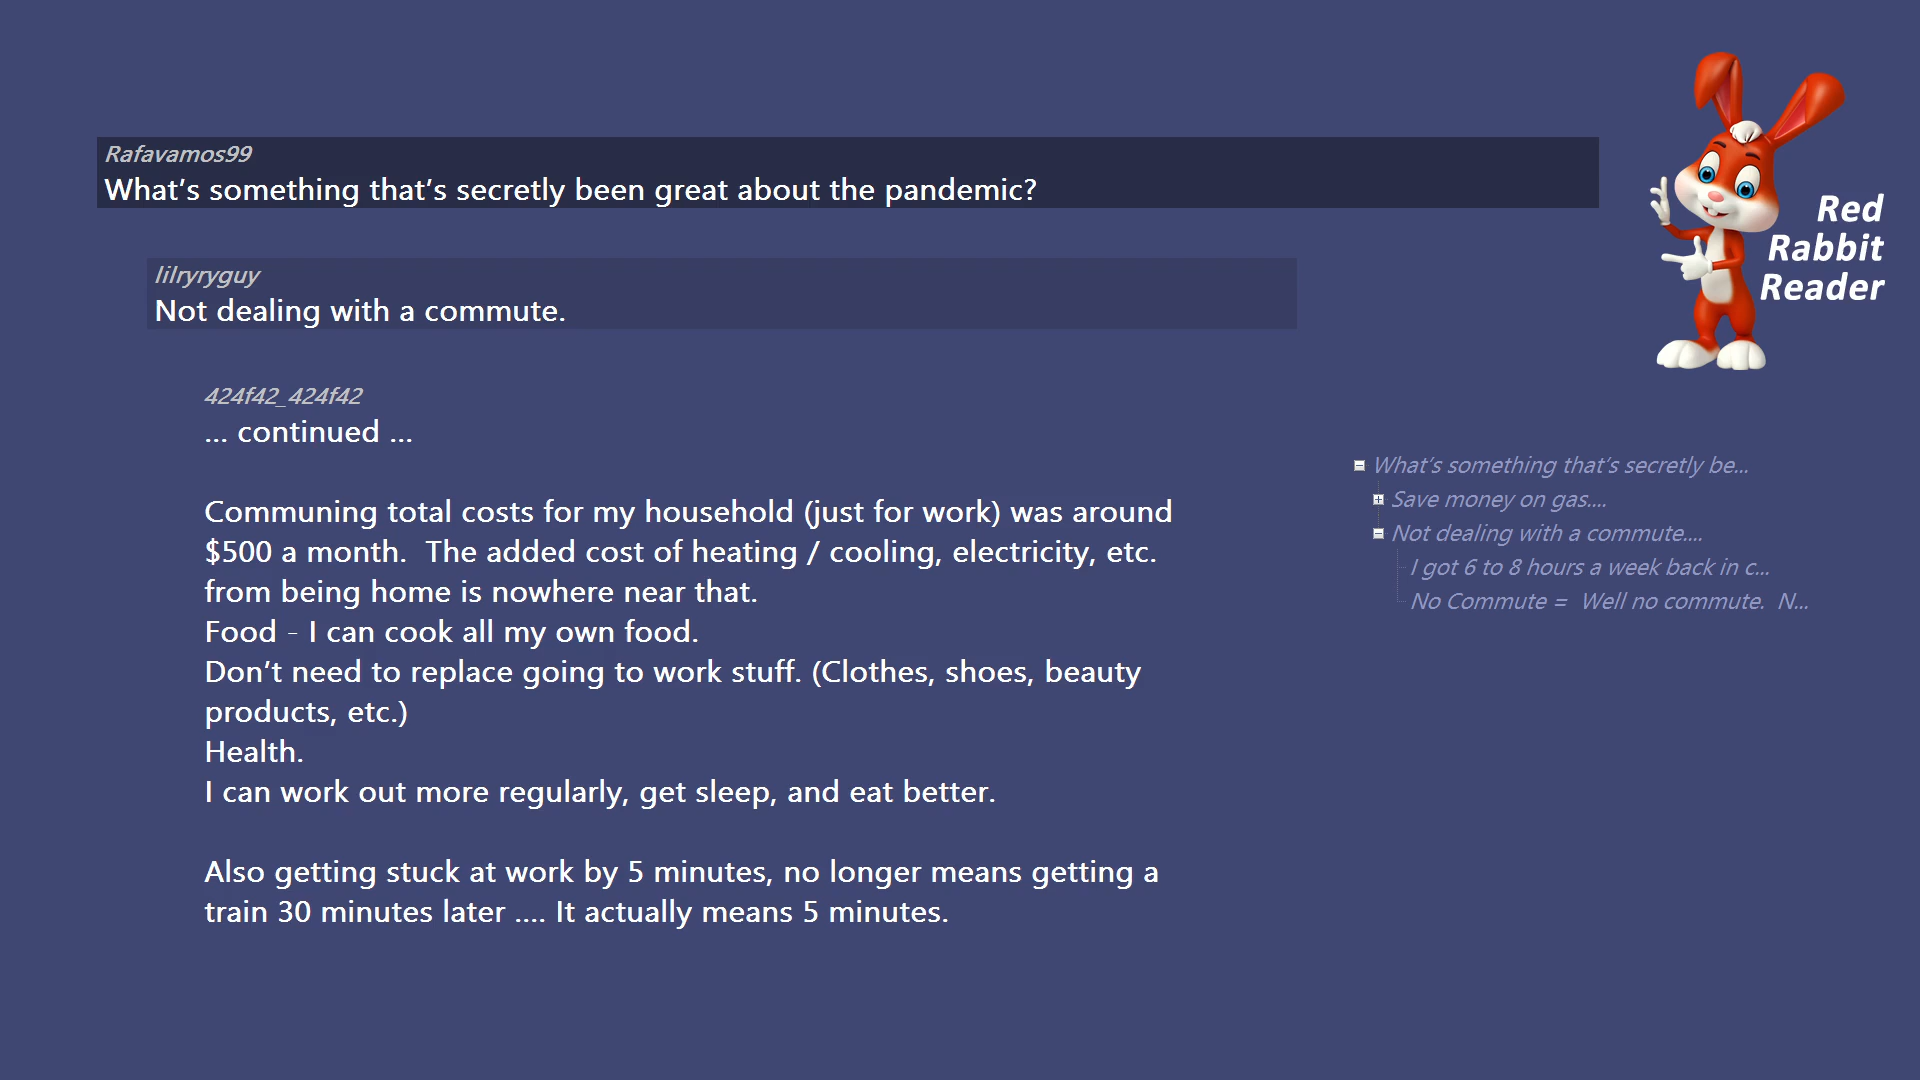 Rafavamos99
What's something that's secretly been great about the pandemic?
lilryryguy
Not dealing with a commute.
424f42_424f42
... continued ...
Communing total costs for my household (just for work) was around
$500 a month.  The added cost of heating / cooling, electricity, etc.
from being home is nowhere near that.
Food - I can cook all my own food.
Don't need to replace going to work stuff. (Clothes, shoes, beauty
products, etc.)
Health.
I can work out more regularly, get sleep, and eat better.
Also getting stuck at work by 5 minutes, no longer means getting a
train 30 minutes later .... It actually means 5 minutes.
Red
Rabbit
Reader
What's something that's secretly be...
Save money on gas....
Not dealing with a commute....
I got 6 to 8 hours a week back in c...
No Commute =  Well no commute.  N...